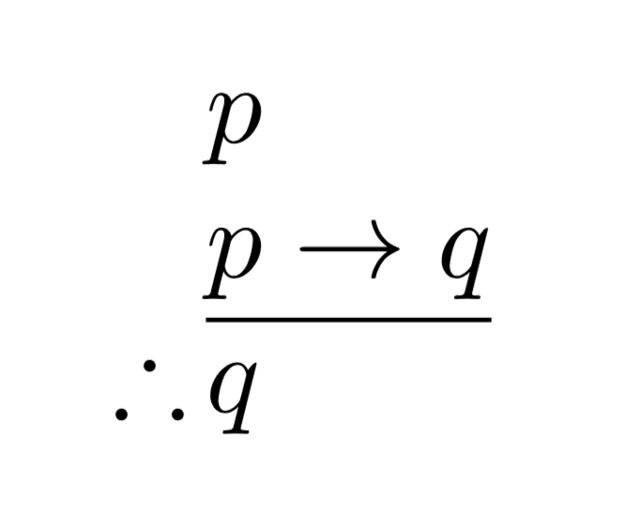 p
p → q
∴ q